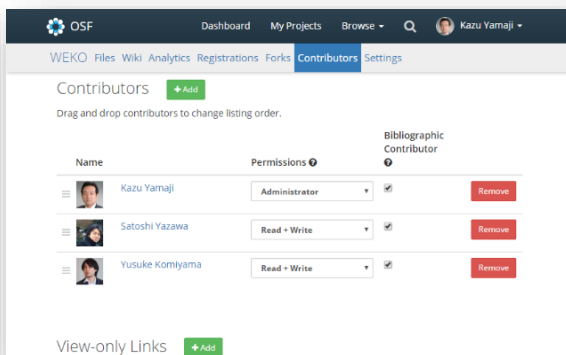 OSF Dashboard My Projects Browse Kazu Yamaji
WEKO Files Wiki Analytics Registrations Forks Contributors Settings
Contributors + Add
Drag and drop contributors to change listing order.
Name Permissions Bibliographic Contributor
Kazu Yamaji Administrator Remove
Satoshi Yazawa Read + Write Remove
Yusuke Komiyama Read + Write Remove
View-only Links + Add